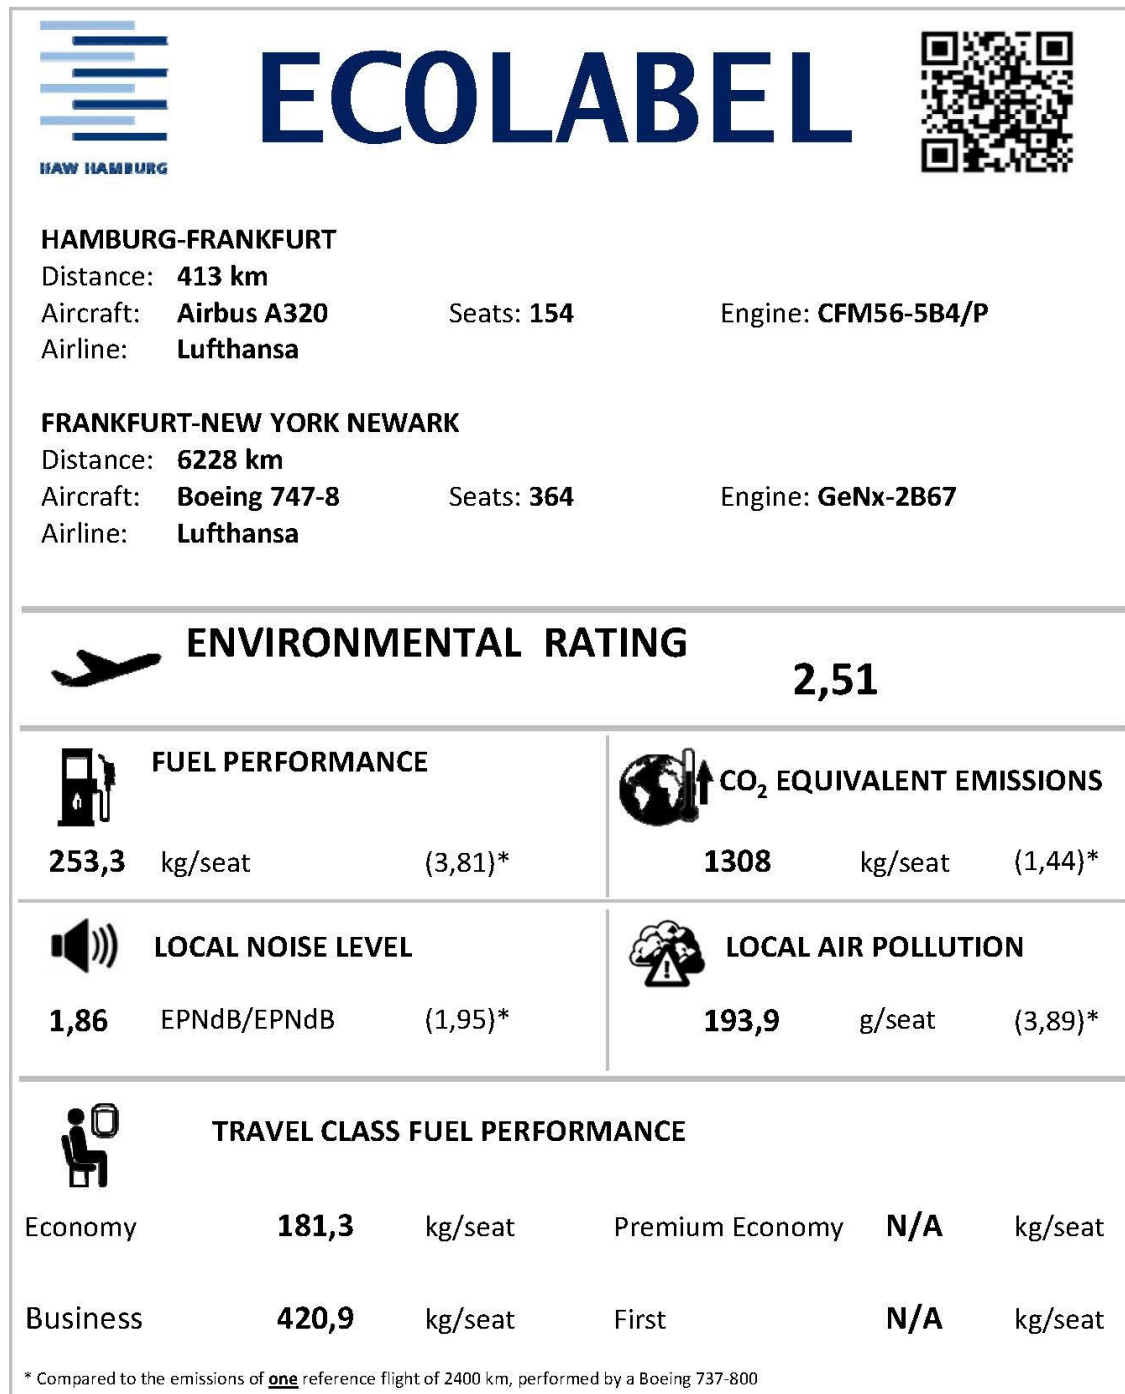 ECOLABEL
HAW HAMBURG
HAMBURG-FRANKFURT
Distance: 413 km
Aircraft: Airbus A320 Seats: 154 Engine: CFM56-5B4/P
Airline: Lufthansa
FRANKFURT-NEW YORK NEWARK
Distance: 6228 km
Aircraft: Boeing 747-8 Seats: 364 Engine: GeNx-2B67
Airline: Lufthansa
ENVIRONMENTAL RATING
2,51
FUEL PERFORMANCE
253,3 kg/seat (3,81)*
CO₂ EQUIVALENT EMISSIONS
1308 kg/seat (1,44)*
LOCAL NOISE LEVEL
1,86 EPNdB/EPNdB (1,95)*
LOCAL AIR POLLUTION
193,9 g/seat (3,89)*
TRAVEL CLASS FUEL PERFORMANCE
Economy 181,3 kg/seat Premium Economy N/A kg/seat
Business 420,9 kg/seat First N/A kg/seat
* Compared to the emissions of one reference flight of 2400 km, performed by a Boeing 737-800